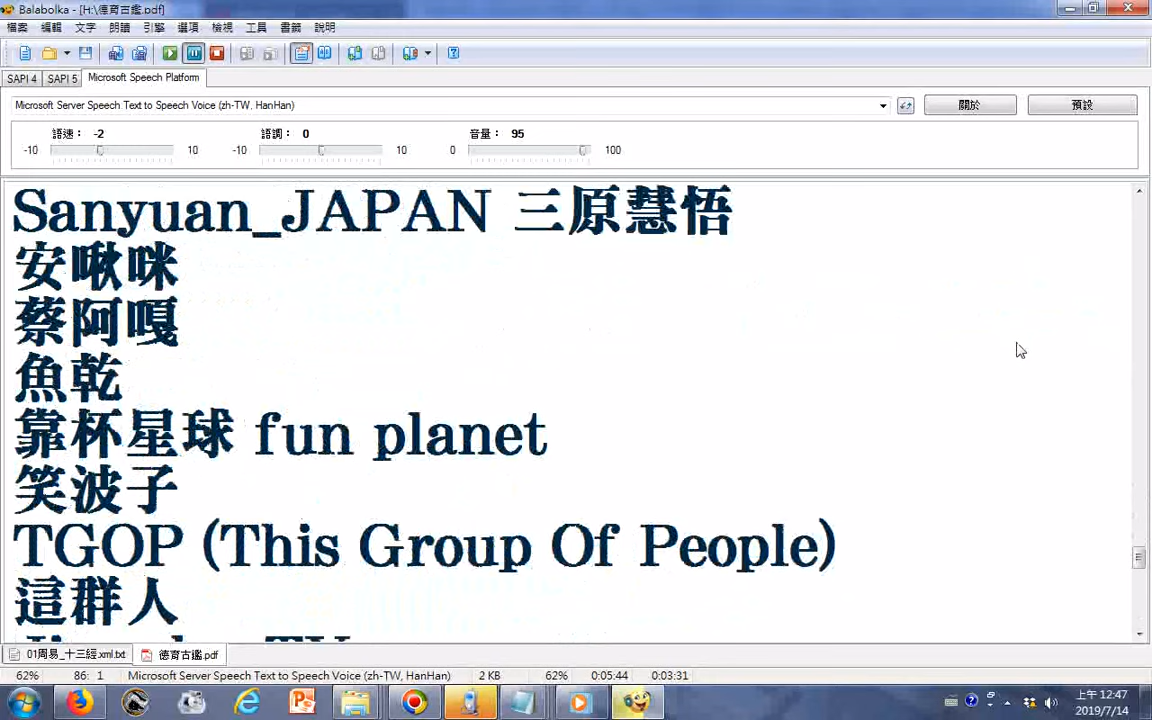 Balabolka - [H:\德育古鑑.pdf]
檔案 編輯 文字 朗讀 引擎 選項 檢視 工具 書籤 說明
SAPI 4 SAPI 5 Microsoft Speech Platform
Microsoft Server Speech Text to Speech Voice (zh-TW, HanHan) 關於 預設
語速： -2 語調： 0 音量： 95
-10 10 -10 10 0 100
Sanyuan_JAPAN 三原慧悟
安啾咪
蔡阿嘎
魚乾
靠杯星球 fun planet
笑波子
TGOP (This Group Of People)
這群人
01周易_十三經.xml.txt 德育古鑑.pdf
62% 86: 1 Microsoft Server Speech Text to Speech Voice (zh-TW, HanHan) 2 KB 62% 0:05:44 0:03:31
上午 12:47
2019/7/14